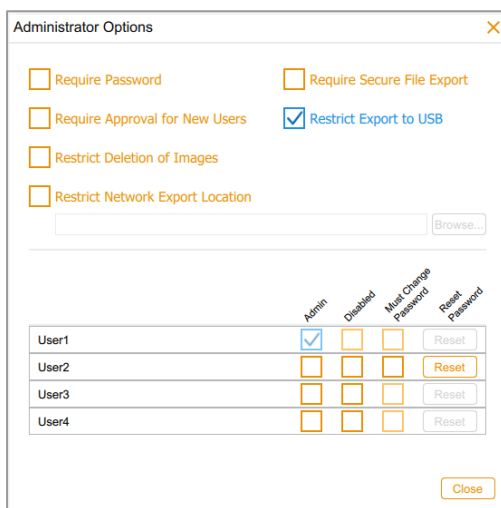 Administrator Options
Require Password
Require Secure File Export
Require Approval for New Users
Restrict Export to USB
Restrict Deletion of Images
Restrict Network Export Location
Browse...
Admin
Disabled
Must Change
Password
Reset
Password
User1
Reset
User2
Reset
User3
Reset
User4
Reset
Close